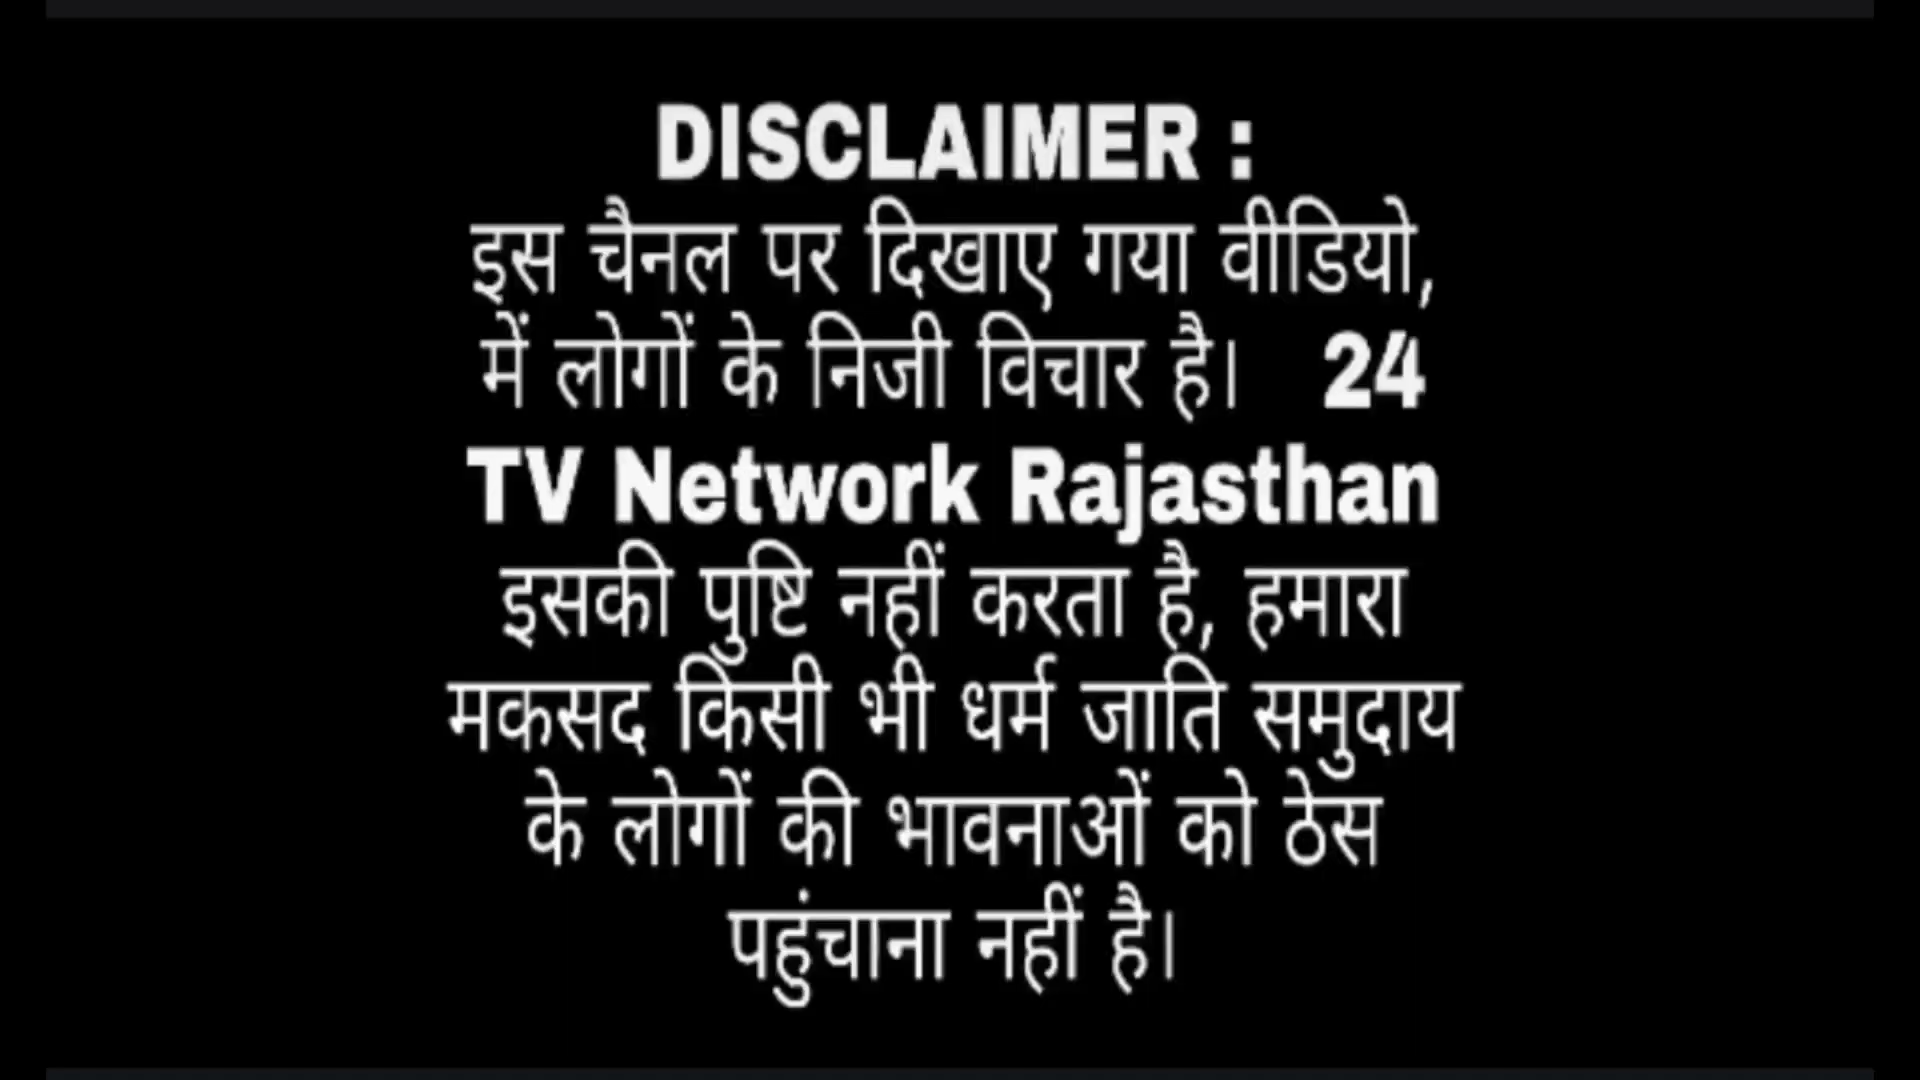 DISCLAIMER :
इस चैनल पर दिखाए गया वीडियो,
में लोगों के निजी विचार है। 24
TV Network Rajasthan
इसकी पुष्टि नहीं करता है, हमारा
मकसद किसी भी धर्म जाति समुदाय
के लोगों की भावनाओं को ठेस
पहुंचाना नहीं है।